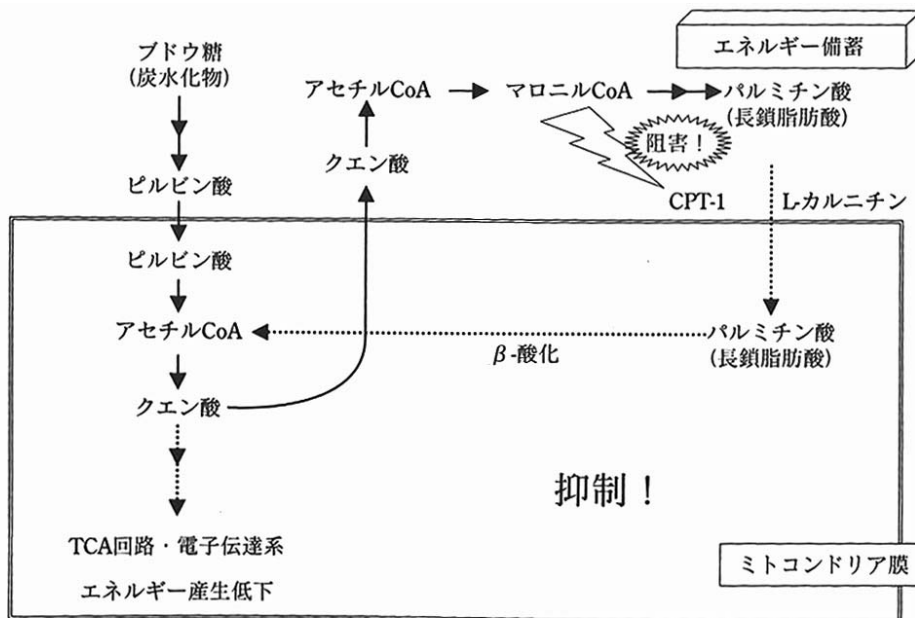 エネルギー備蓄
ブドウ糖
(炭水化物)
アセチルCoA
マロニルCoA
パルミチン酸
(長鎖脂肪酸)
阻害！
クエン酸
ピルビン酸
CPT-1
L-カルニチン
ピルビン酸
アセチルCoA
パルミチン酸
(長鎖脂肪酸)
β-酸化
クエン酸
抑制！
TCA回路・電子伝達系
エネルギー産生低下
ミトコンドリア膜